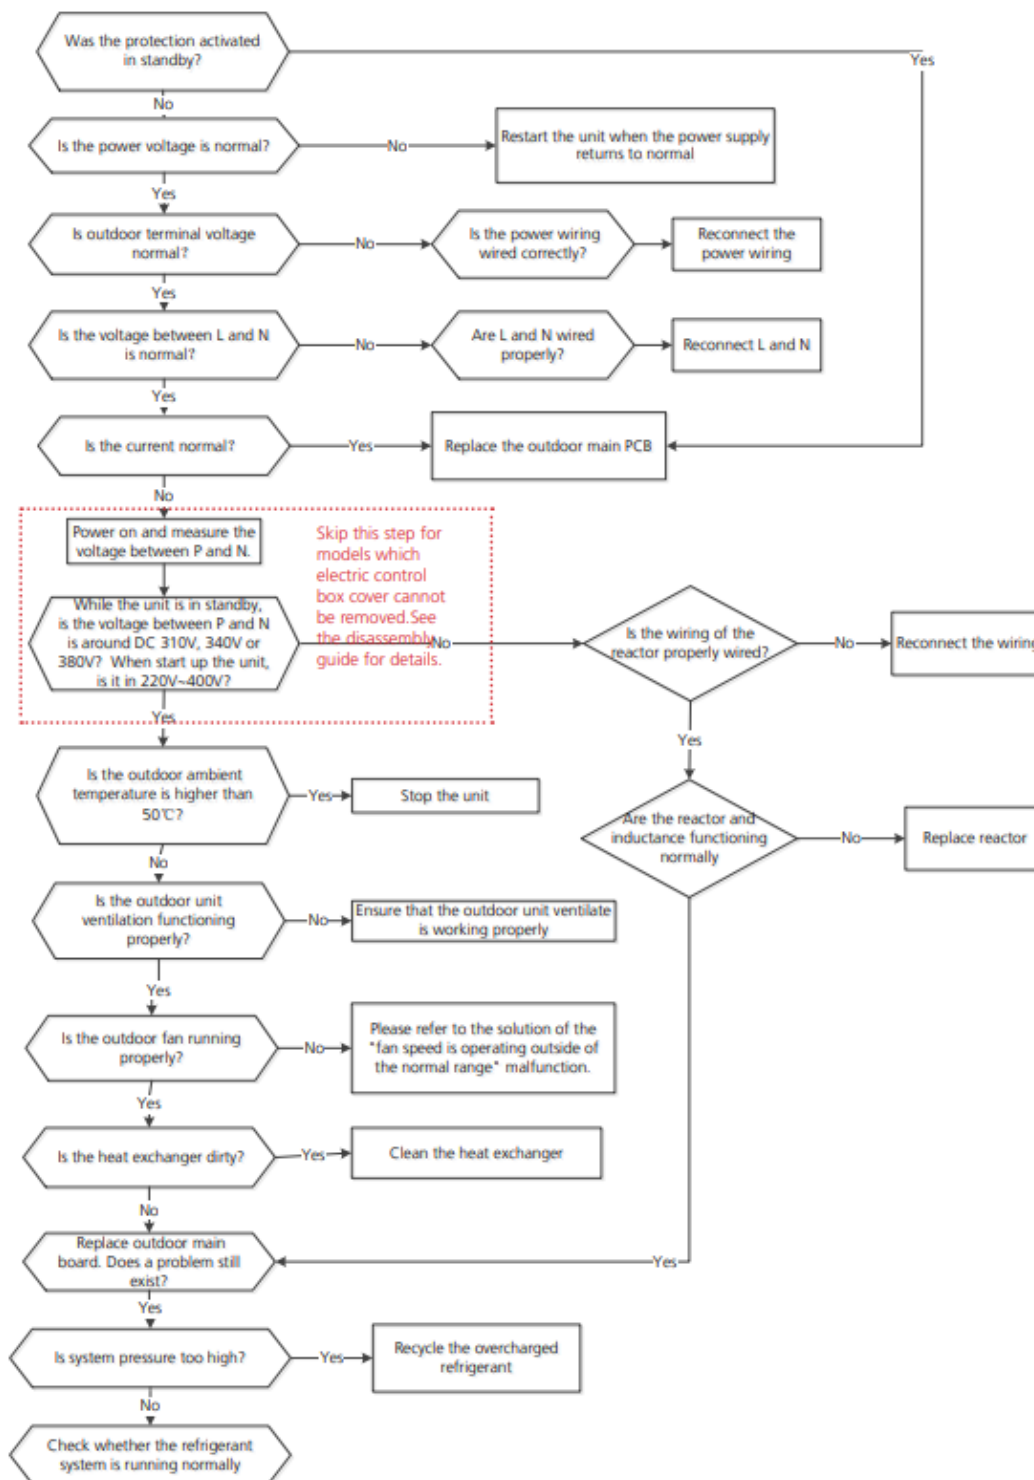 Was the protection activated
in standby?
Yes
No
Is the power voltage is normal?
No
Restart the unit when the power supply
returns to normal
Yes
Is outdoor terminal voltage
normal?
No
Is the power wiring
wired correctly?
Reconnect the
power wiring
Yes
Is the voltage between L and N
is normal?
No
Are L and N wired
properly?
Reconnect L and N
Yes
Is the current normal?
Yes
Replace the outdoor main PCB
No
Power on and measure the
voltage between P and N.
Skip this step for
models which
electric control
box cover cannot
be removed.See
the disassembly
guide for details.
While the unit is in standby,
is the voltage between P and N
is around DC 310V, 340V or
380V? When start up the unit,
is it in 220V~400V?
No
Is the wiring of the
reactor properly wired?
No
Reconnect the wiring
Yes
Yes
Is the outdoor ambient
temperature is higher than
50℃?
Yes
Stop the unit
Are the reactor and
inductance functioning
normally
No
Replace reactor
No
Is the outdoor unit
ventilation functioning
properly?
No
Ensure that the outdoor unit ventilate
is working properly
Yes
Is the outdoor fan running
properly?
No
Please refer to the solution of the
"fan speed is operating outside of
the normal range" malfunction.
Yes
Is the heat exchanger dirty?
Yes
Clean the heat exchanger
No
Replace outdoor main
board. Does a problem still
exist?
Yes
Yes
Is system pressure too high?
Yes
Recycle the overcharged
refrigerant
No
Check whether the refrigerant
system is running normally